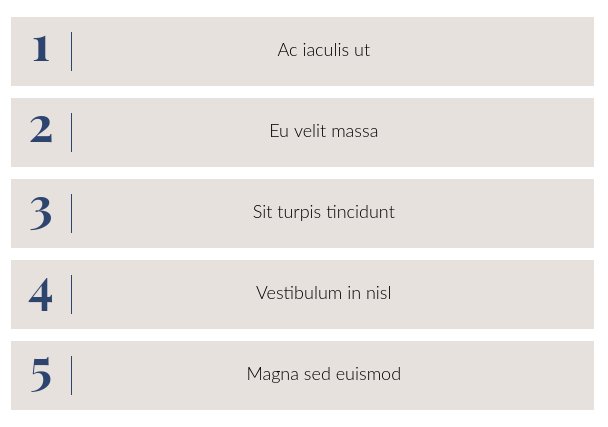 1 Ac iaculis ut
2 Eu velit massa
3 Sit turpis tincidunt
4 Vestibulum in nisl
5 Magna sed euismod